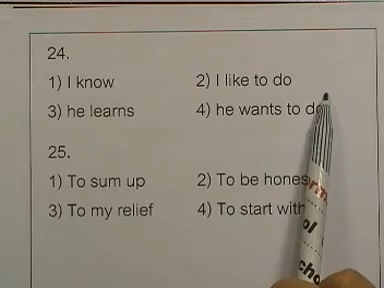 24.
1) I know 2) I like to do
3) he learns 4) he wants to do
25.
1) To sum up 2) To be hones
3) To my relief 4) To start with